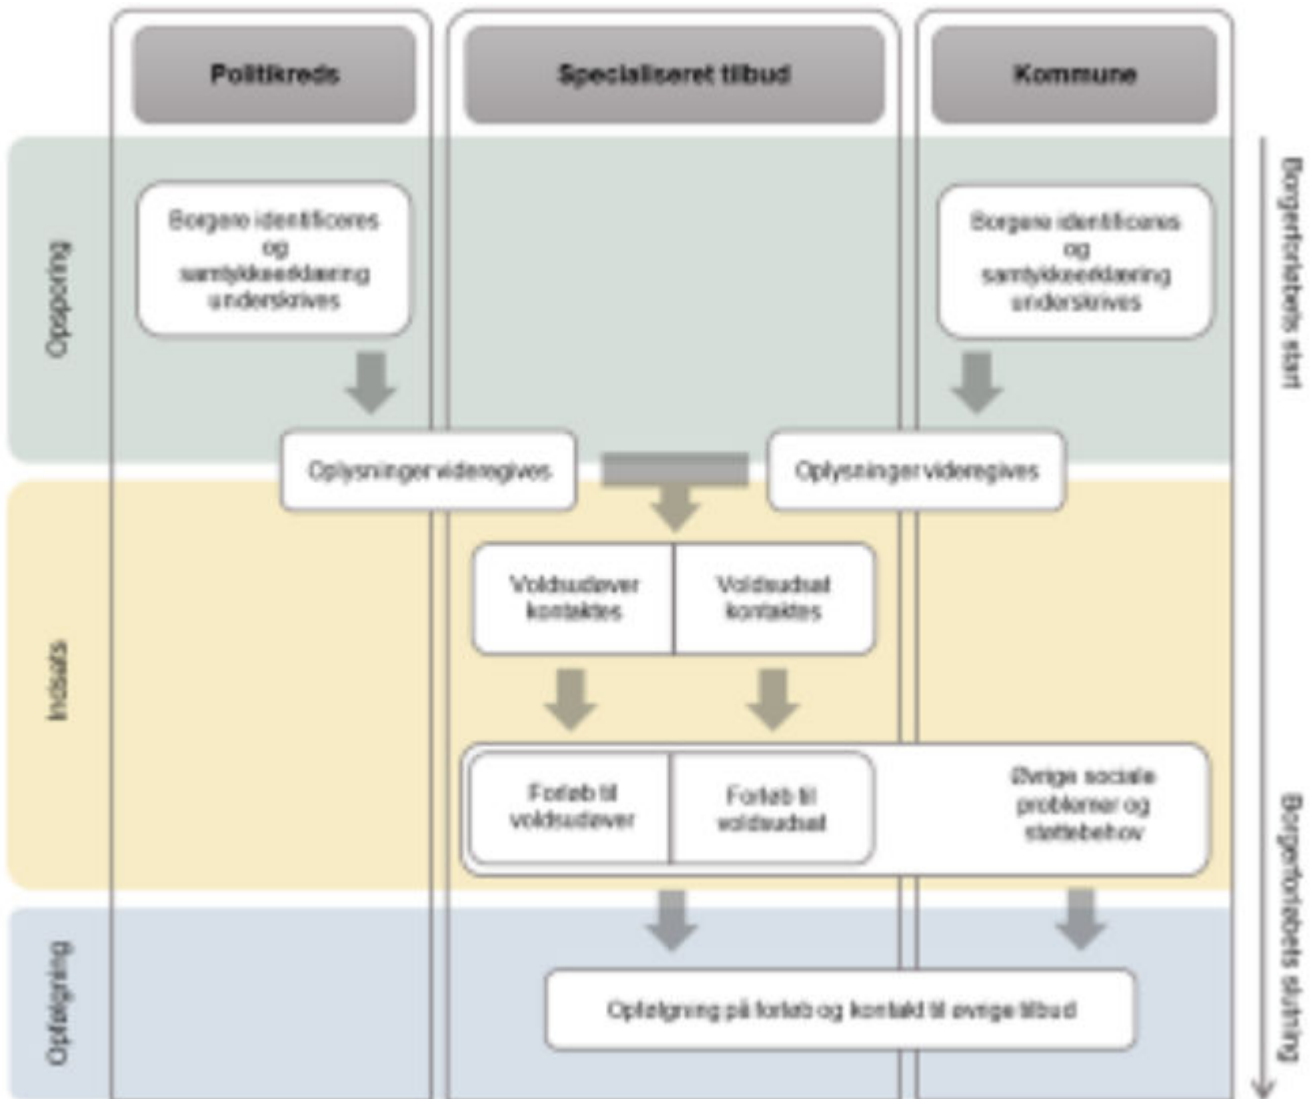 Politikreds
Specialiseret tilbud
Kommune
Opsporing
Borgere identificeres
og
samtykkeerklæring
underskrives
Borgere identificeres
og
samtykkeerklæring
underskrives
Borgerforløbets start
Oplysninger videregives
Oplysninger videregives
Indsats
Voldsudøver
kontaktes
Voldsudsat
kontaktes
Forløb til
voldsudøver
Forløb til
voldsudsat
Øvrige sociale
problemer og
støttebehov
Opfølgning
Opfølgning på forløb og kontakt til øvrige tilbud
Borgerforløbets slutning